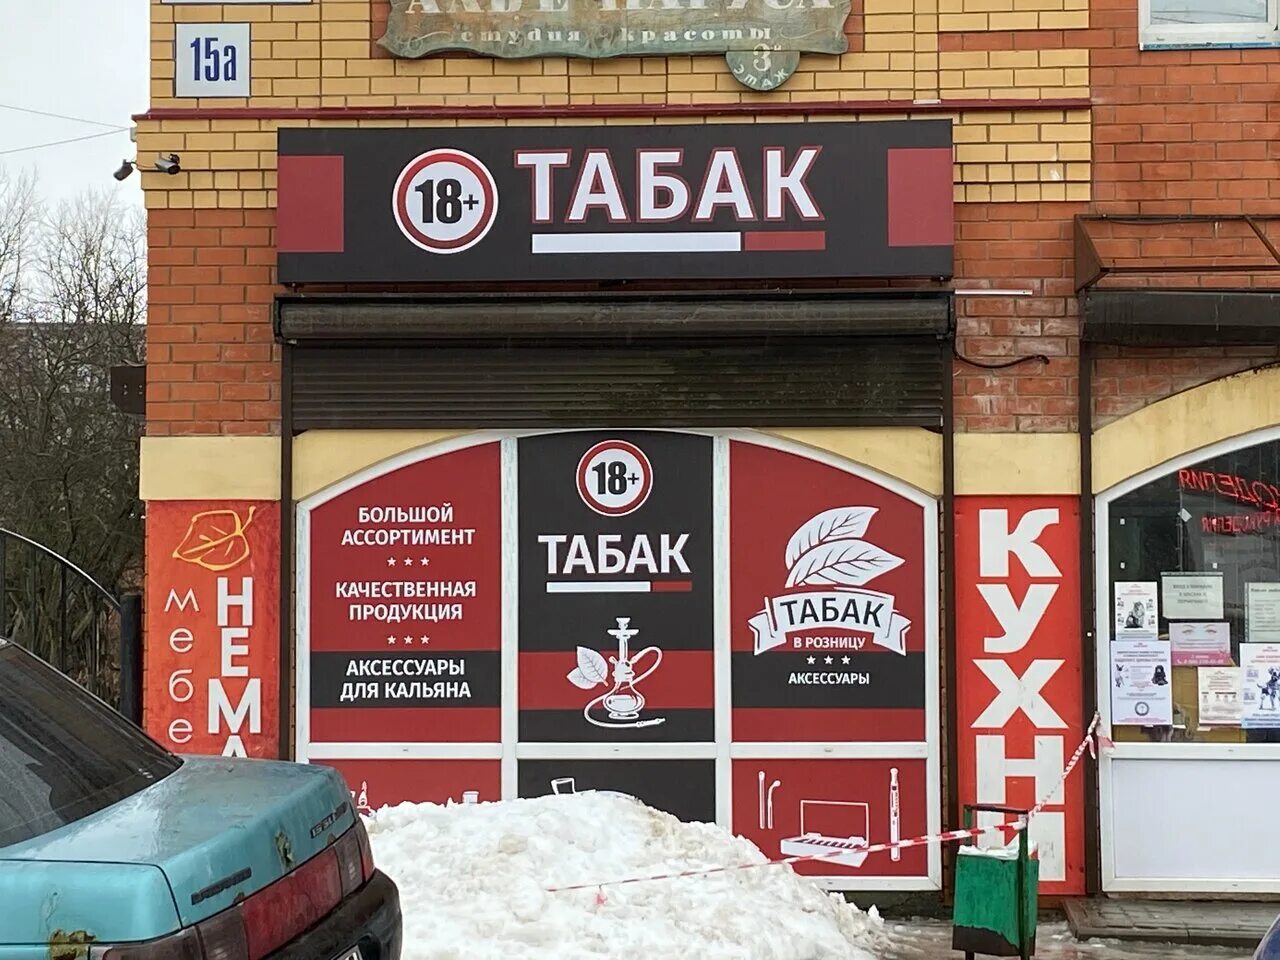 15а
студия красоты
3й
этаж
18+ ТАБАК
18+
ТАБАК
БОЛЬШОЙ
АССОРТИМЕНТ
КАЧЕСТВЕННАЯ
ПРОДУКЦИЯ
АКСЕССУАРЫ
ДЛЯ КАЛЬЯНА
ТАБАК
В РОЗНИЦУ
АКСЕССУАРЫ
мебе
НЕМА
КУХНИ